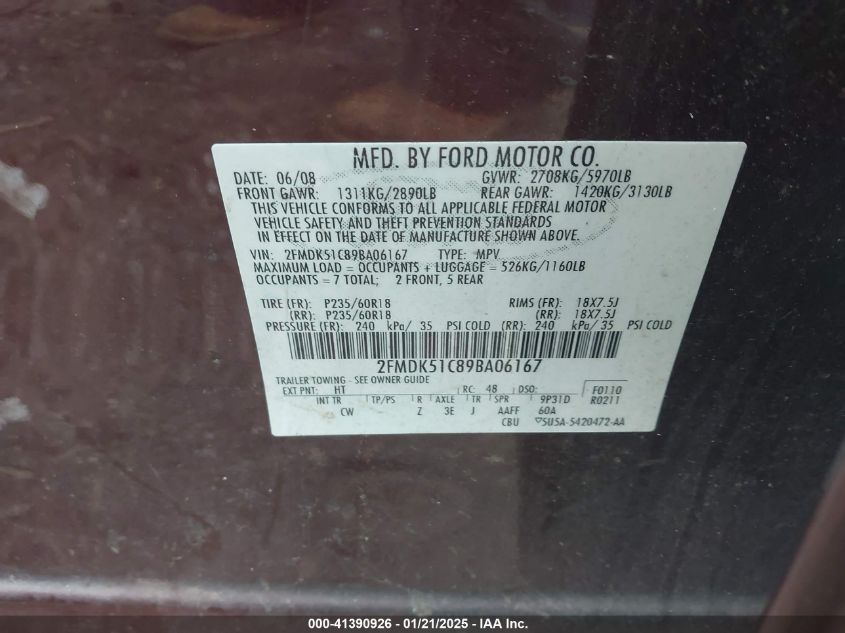 MFD. BY FORD MOTOR CO.
DATE: 06/08 GVWR: 2708KG/5970LB
FRONT GAWR: 1311KG/2890LB REAR GAWR: 1420KG/3130LB
THIS VEHICLE CONFORMS TO ALL APPLICABLE FEDERAL MOTOR
VEHICLE SAFETY AND THEFT PREVENTION STANDARDS
IN EFFECT ON THE DATE OF MANUFACTURE SHOWN ABOVE.
VIN: 2FMDK51C89BA06167 TYPE: MPV
MAXIMUM LOAD = OCCUPANTS + LUGGAGE = 526KG/1160LB
OCCUPANTS = 7 TOTAL; 2 FRONT, 5 REAR
TIRE (FR): P235/60R18 RIMS (FR): 18X7.5J
(RR): P235/60R18 (RR): 18X7.5J
PRESSURE (FR): 240 kPa/ 35 PSI COLD (RR): 240 kPa/ 35 PSI COLD
2FMDK51C89BA06167
TRAILER TOWING - SEE OWNER GUIDE
EXT PNT: HT RC: 48 DSO: F0110
INT TR TP/PS R AXLE TR SPR 9P31D R0211
CW Z 3E J AAFF 60A
CBU 5U5A-5420472-AA
000-41390926 - 01/21/2025 - IAA Inc.